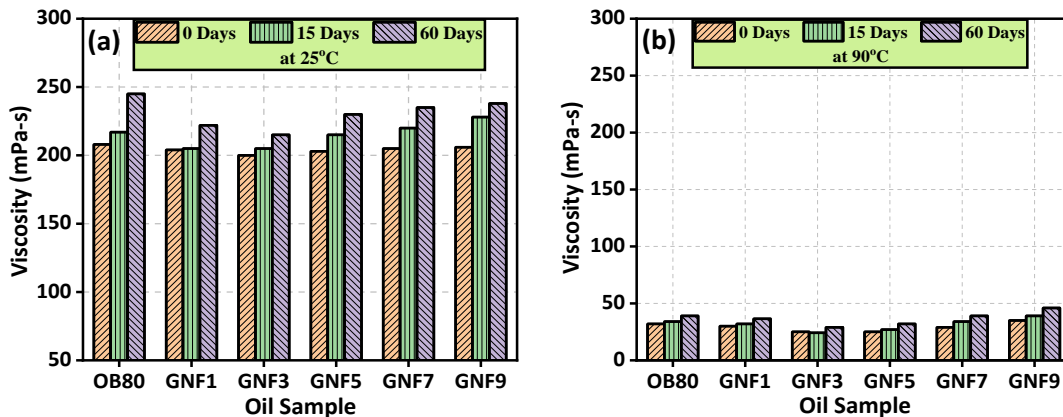 (a)
0 Days 15 Days 60 Days
at 25°C
Viscosity (mPa-s)
300
250
200
150
100
50
OB80 GNF1 GNF3 GNF5 GNF7 GNF9
Oil Sample
(b)
0 Days 15 Days 60 Days
at 90°C
Viscosity (mPa-s)
300
250
200
150
100
50
0
OB80 GNF1 GNF3 GNF5 GNF7 GNF9
Oil Sample